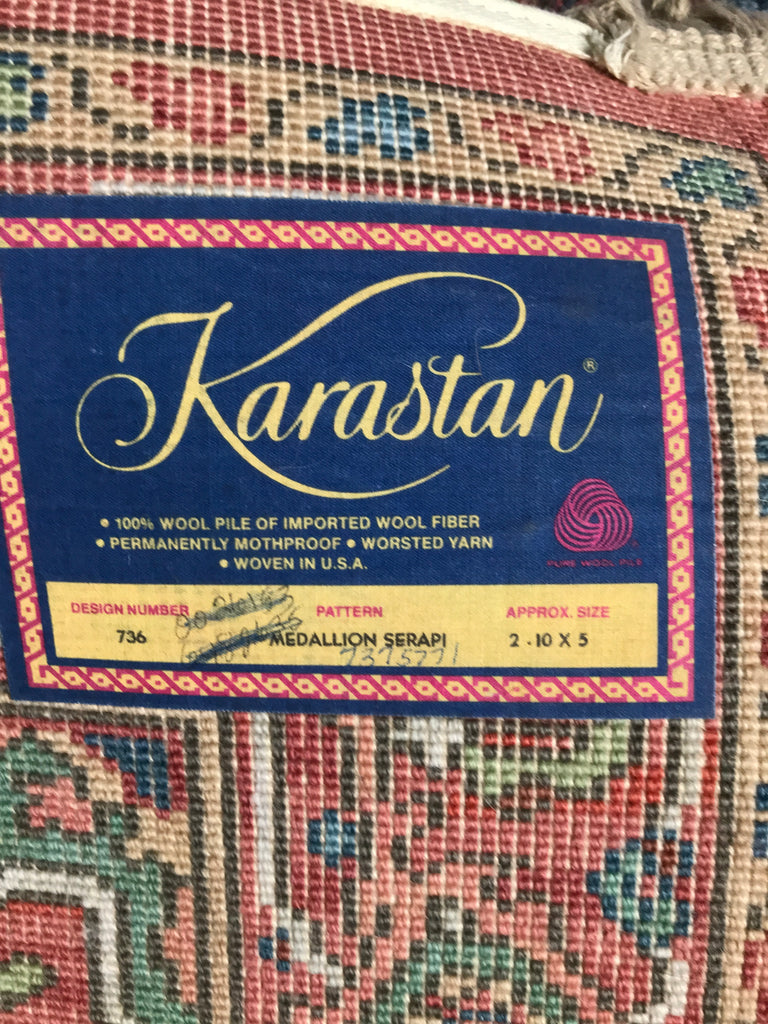 Karastan®
• 100% WOOL PILE OF IMPORTED WOOL FIBER
• PERMANENTLY MOTHPROOF • WORSTED YARN
• WOVEN IN U.S.A.
PURE WOOL PILE
DESIGN NUMBER PATTERN APPROX. SIZE
736 MEDALLION SERAPI 2 - 10 X 5
7375771